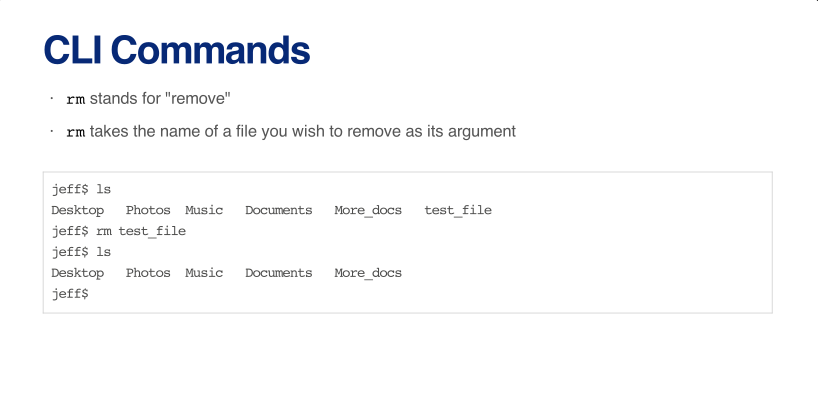 CLI Commands
· rm stands for "remove"
· rm takes the name of a file you wish to remove as its argument
jeff$ ls
Desktop   Photos  Music   Documents   More_docs   test_file
jeff$ rm test_file
jeff$ ls
Desktop   Photos  Music   Documents   More_docs
jeff$